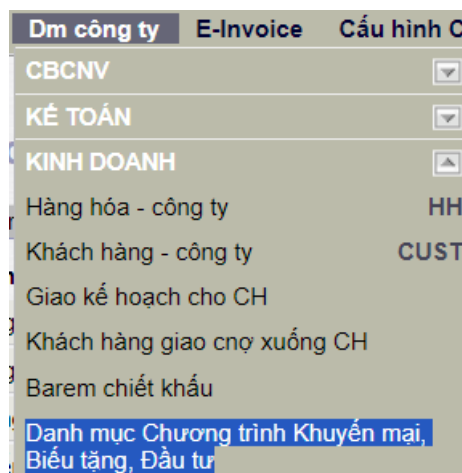 Dm công ty E-Invoice Cấu hình C
CBCNV
KẾ TOÁN
KINH DOANH
Hàng hóa - công ty HH
Khách hàng - công ty CUST
Giao kế hoạch cho CH
Khách hàng giao cnợ xuống CH
Barem chiết khấu
Danh mục Chương trình Khuyến mại,
Biếu tặng, Đầu tư